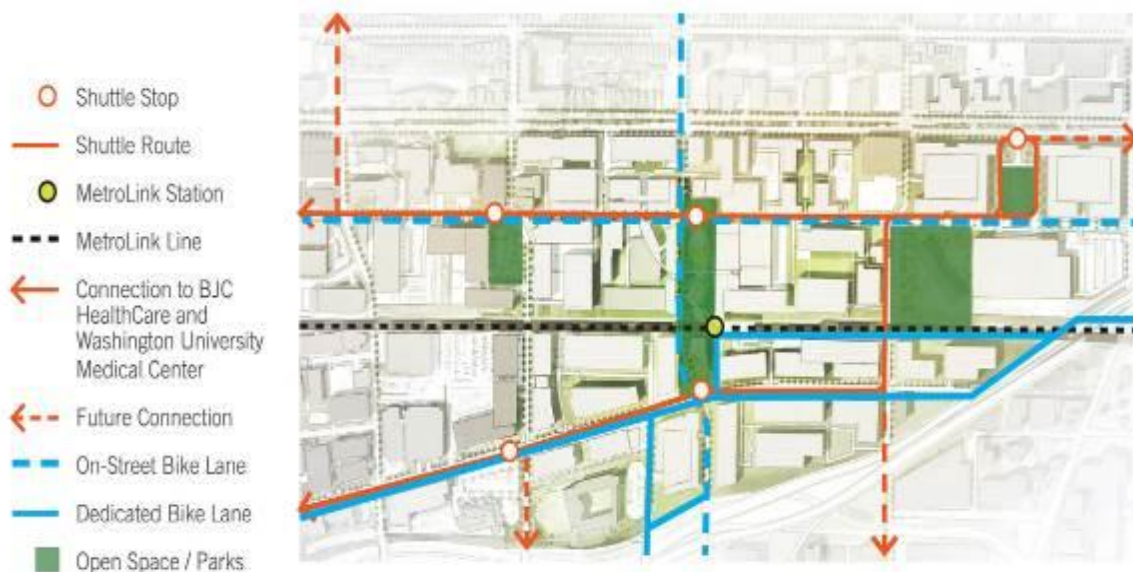 Shuttle Stop
Shuttle Route
MetroLink Station
MetroLink Line
Connection to BJC
HealthCare and
Washington University
Medical Center
Future Connection
On-Street Bike Lane
Dedicated Bike Lane
Open Space / Parks